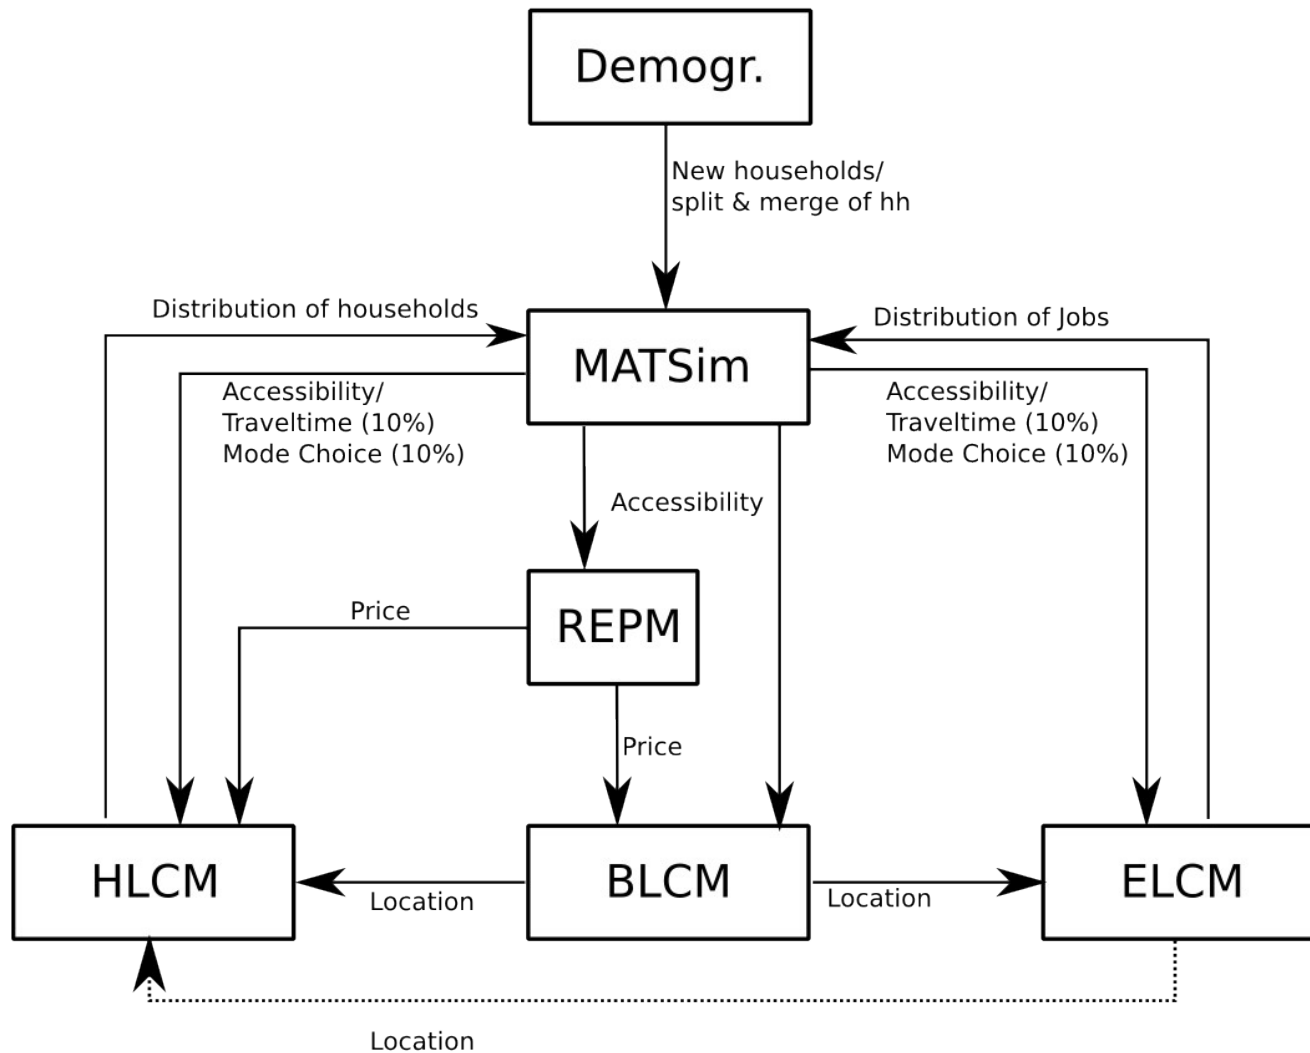 Demogr.
New households/
split & merge of hh
Distribution of households
Distribution of Jobs
MATSim
Accessibility/
Traveltime (10%)
Mode Choice (10%)
Accessibility/
Traveltime (10%)
Mode Choice (10%)
Accessibility
Price
REPM
Price
HLCM
BLCM
ELCM
Location
Location
Location